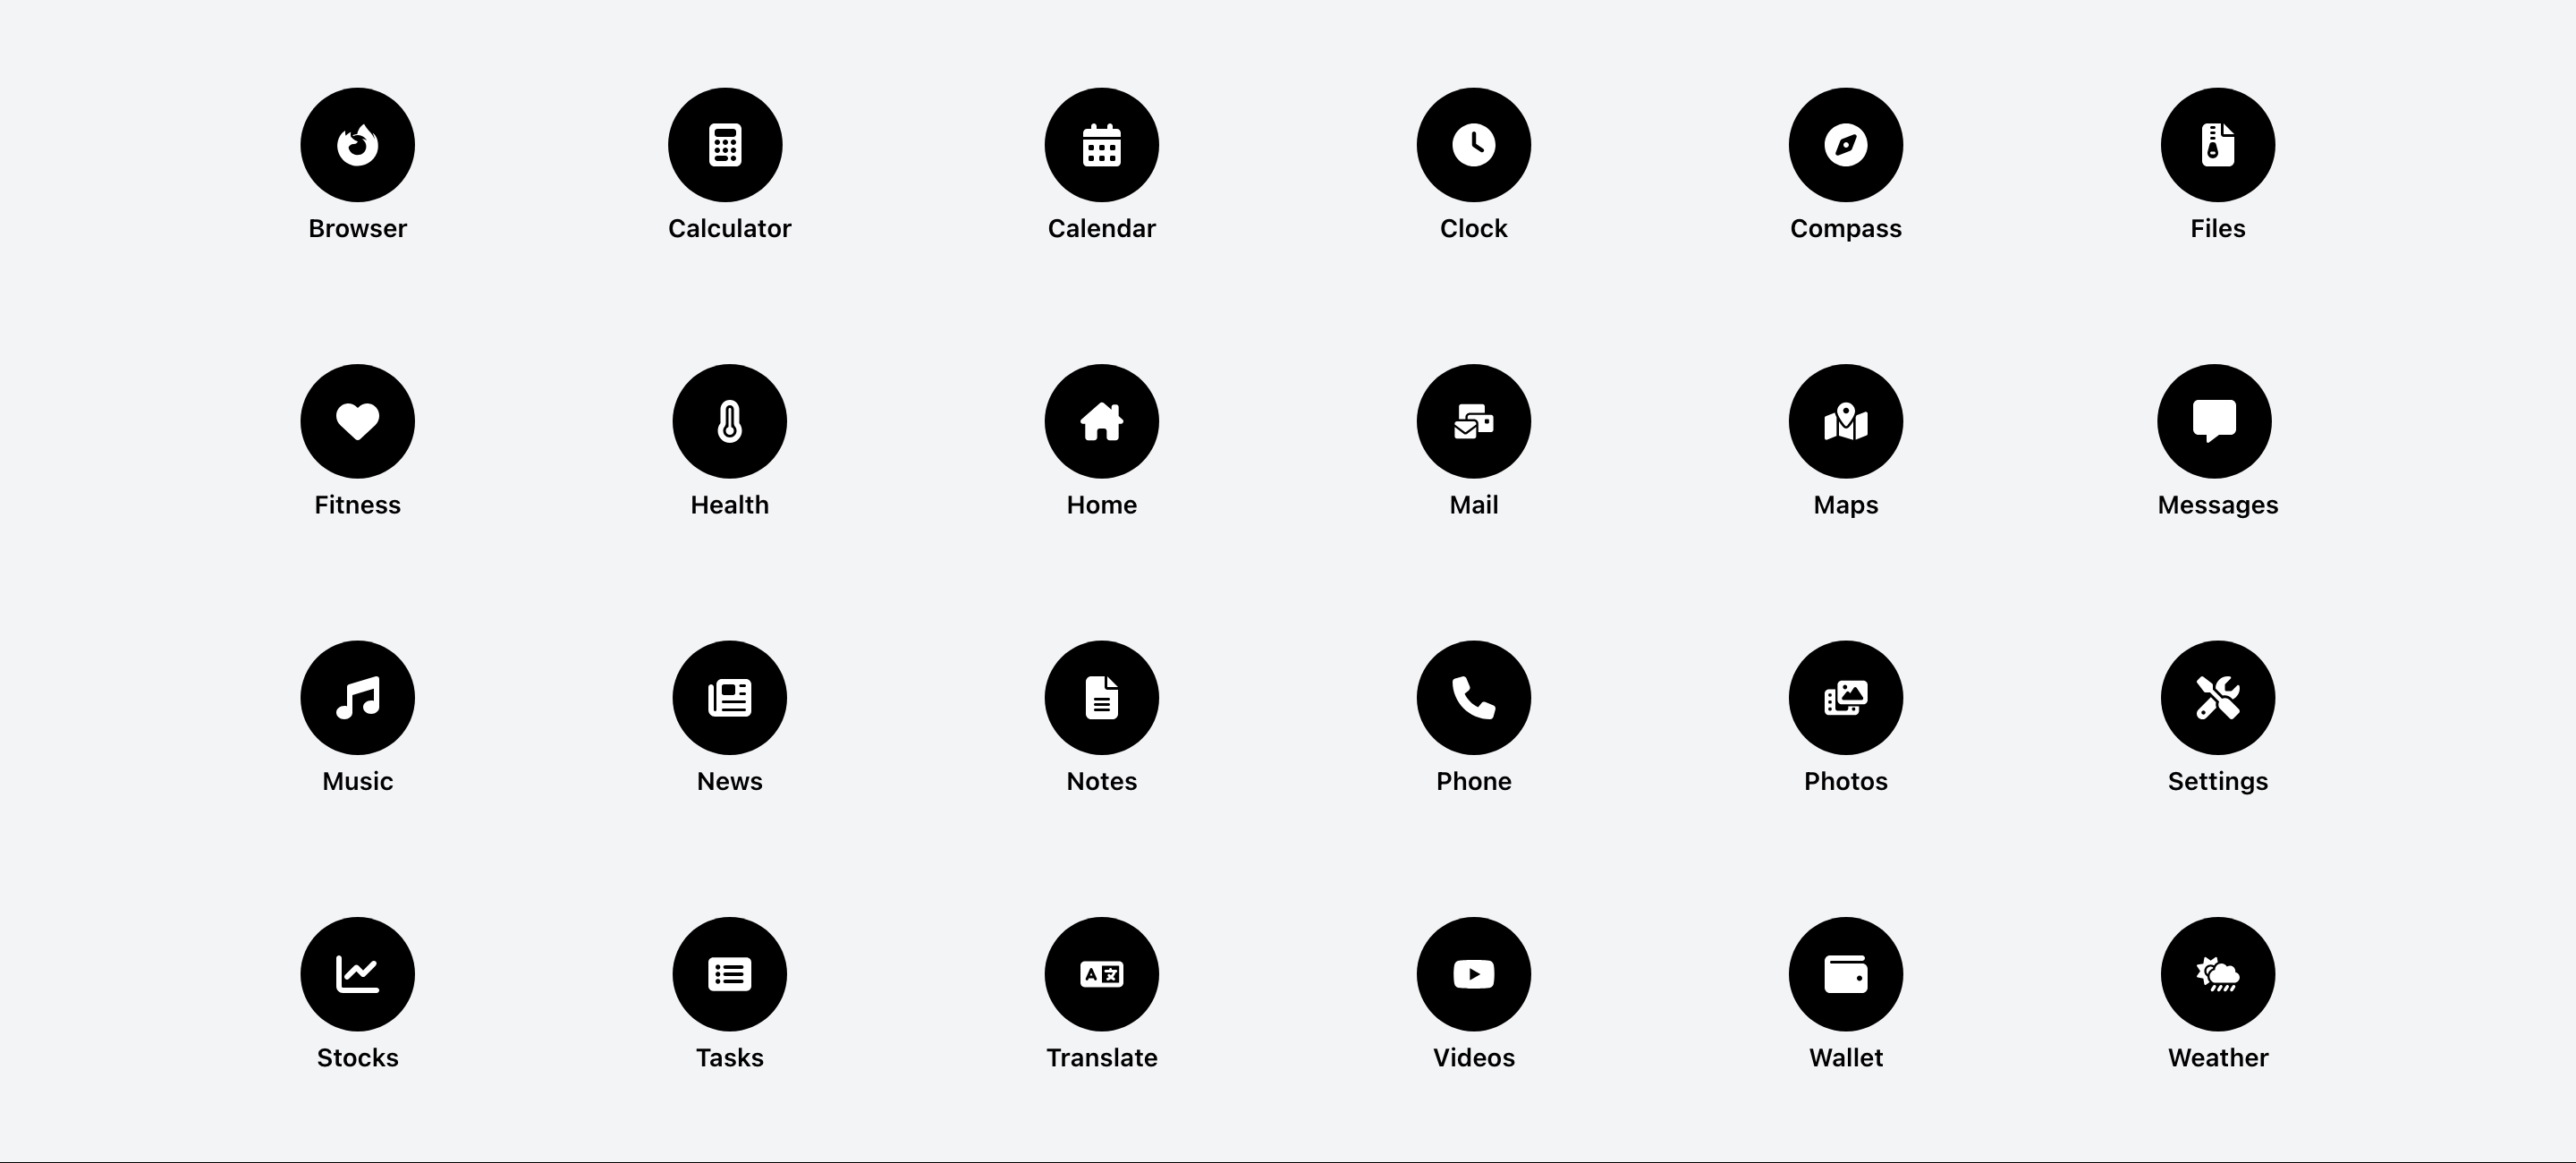 Browser
Calculator
Calendar
Clock
Compass
Files
Fitness
Health
Home
Mail
Maps
Messages
Music
News
Notes
Phone
Photos
Settings
Stocks
Tasks
A 文
Translate
Videos
Wallet
Weather